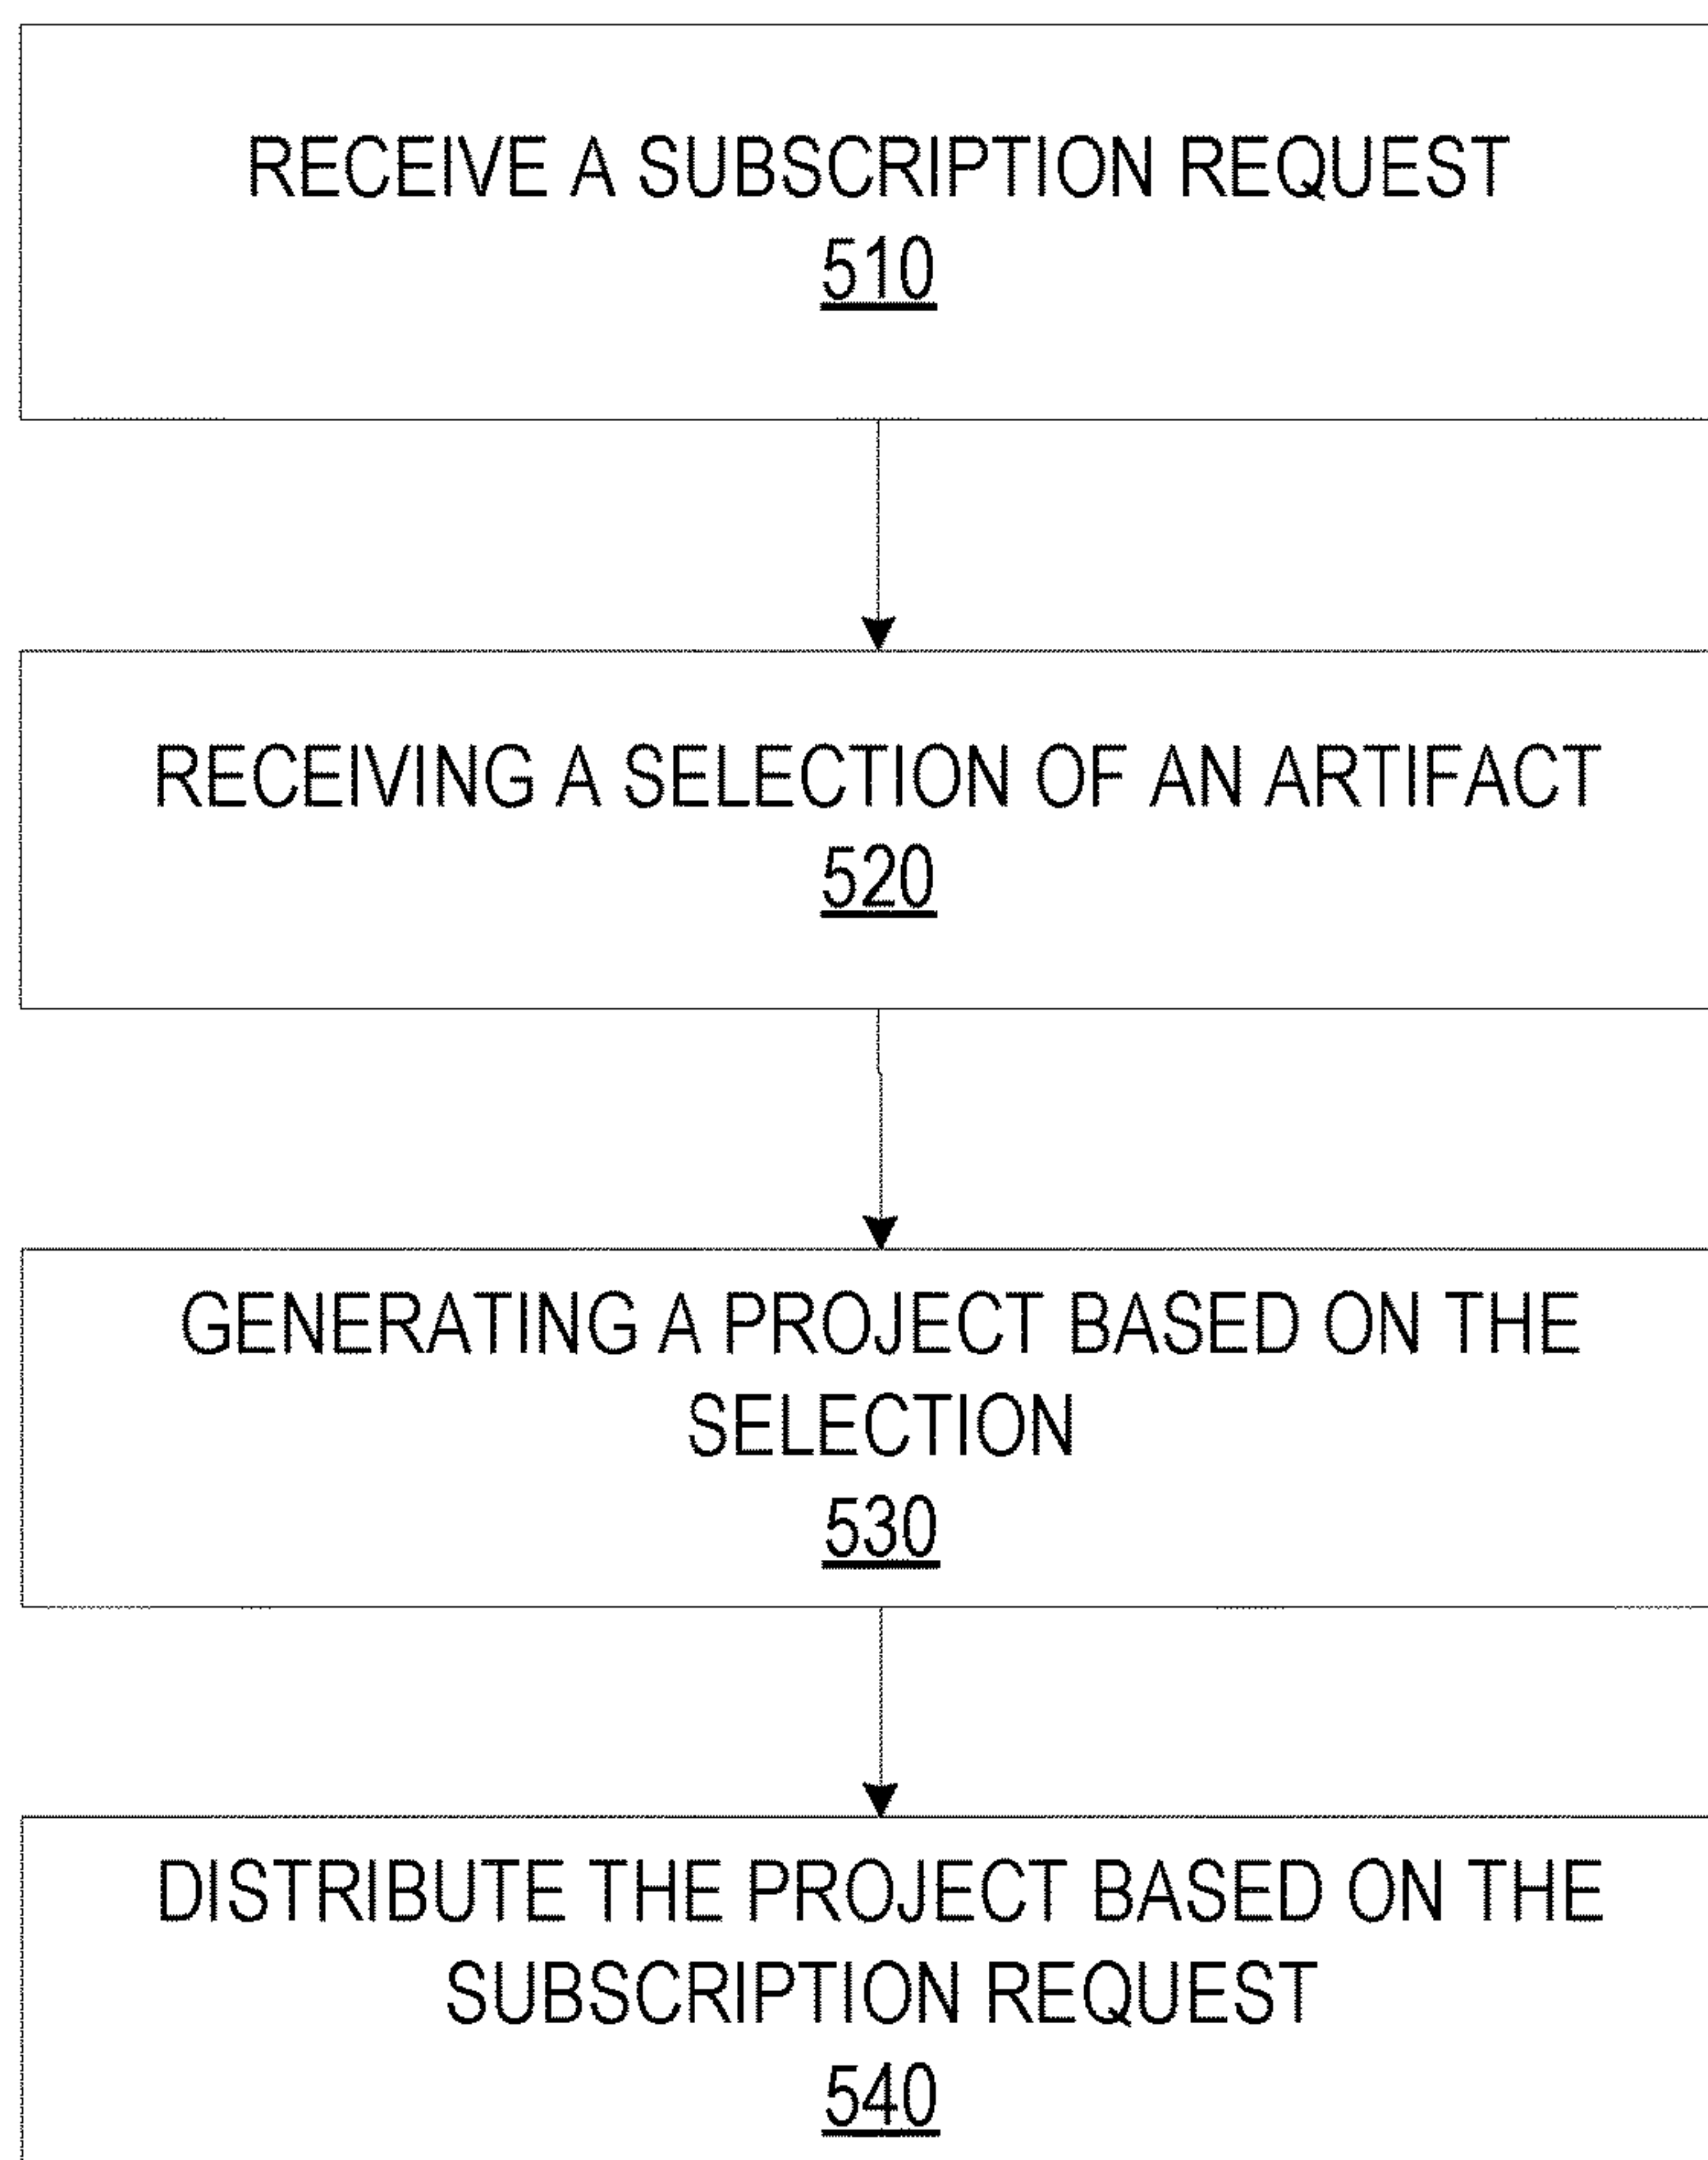 RECEIVE A SUBSCRIPTION REQUEST
510
RECEIVING A SELECTION OF AN ARTIFACT
520
GENERATING A PROJECT BASED ON THE
SELECTION
530
DISTRIBUTE THE PROJECT BASED ON THE
SUBSCRIPTION REQUEST
540